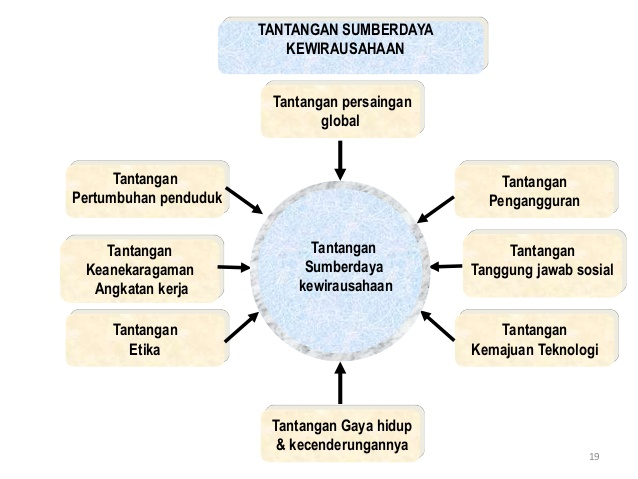 TANTANGAN SUMBERDAYA
KEWIRAUSAHAAN
Tantangan persaingan
global
Tantangan
Pertumbuhan penduduk
Tantangan
Pengangguran
Tantangan
Keanekaragaman
Angkatan kerja
Tantangan
Sumberdaya
kewirausahaan
Tantangan
Tanggung jawab sosial
Tantangan
Etika
Tantangan
Kemajuan Teknologi
Tantangan Gaya hidup
& kecenderungannya
19